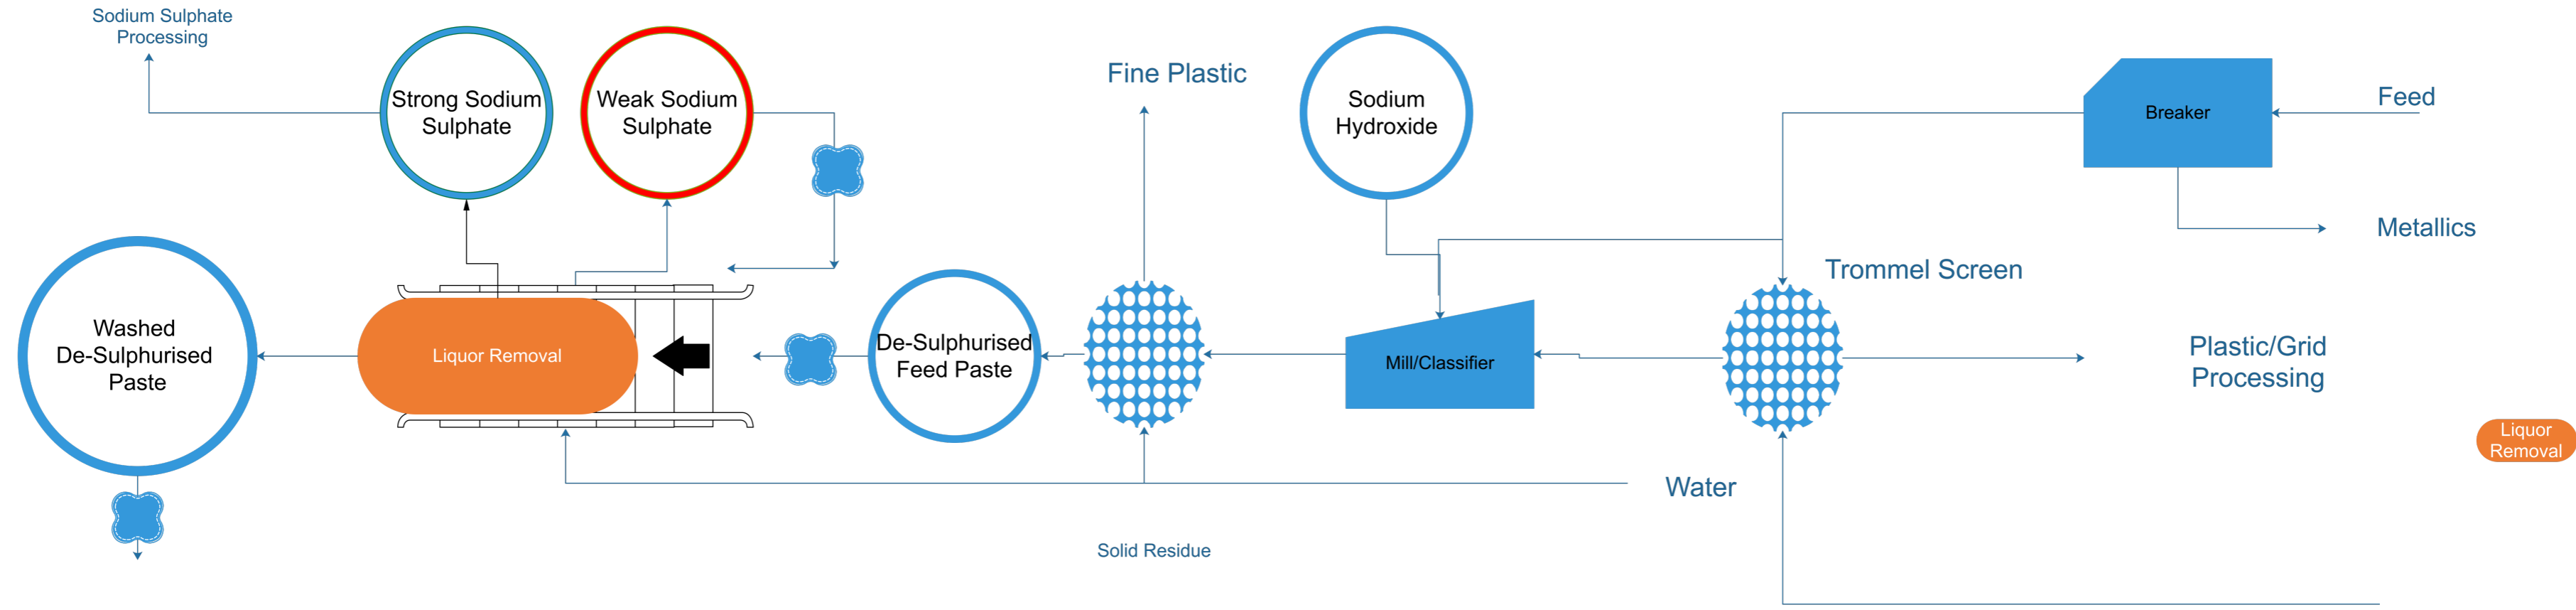 Sodium Sulphate
Processing
Strong Sodium
Sulphate
Weak Sodium
Sulphate
Fine Plastic
Sodium
Hydroxide
Breaker
Feed
Metallics
Trommel Screen
Washed
De-Sulphurised
Paste
Liquor Removal
De-Sulphurised
Feed Paste
Mill/Classifier
Plastic/Grid
Processing
Liquor
Removal
Water
Solid Residue